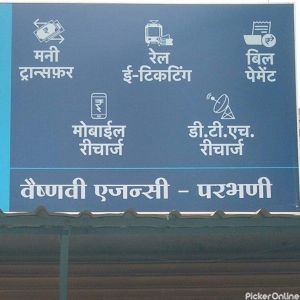 मनी
ट्रान्सफ़र
रेल
ई-टिकटिंग
बिल
पेमेंट
मोबाईल
रीचार्ज
डी.टी.एच.
रीचार्ज
वैष्णवी एजन्सी - परभणी
PickerOnline